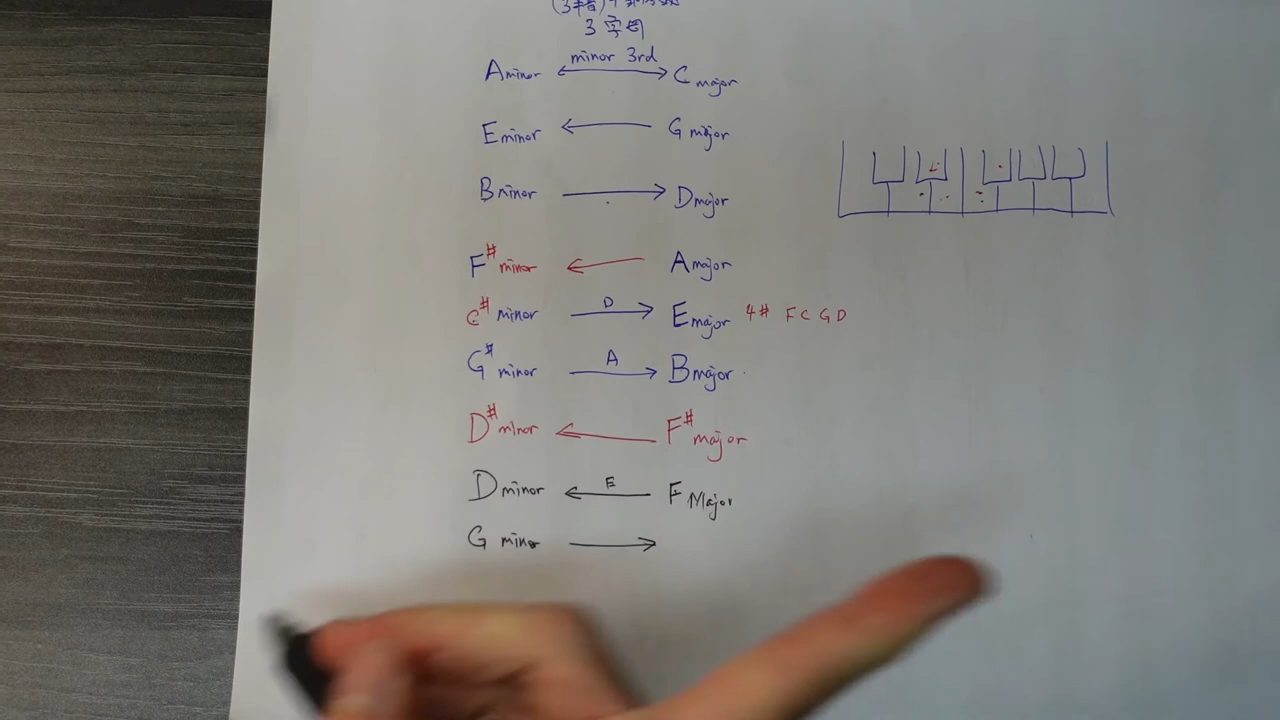 3 半音
minor 3rd
A minor ↔ C major
E minor ← G major
B minor → D major
F# minor ← A major
C# minor D → E major 4# F C G D
G# minor A → B major
D# minor ← F# major
D minor E ← F Major
G minor →